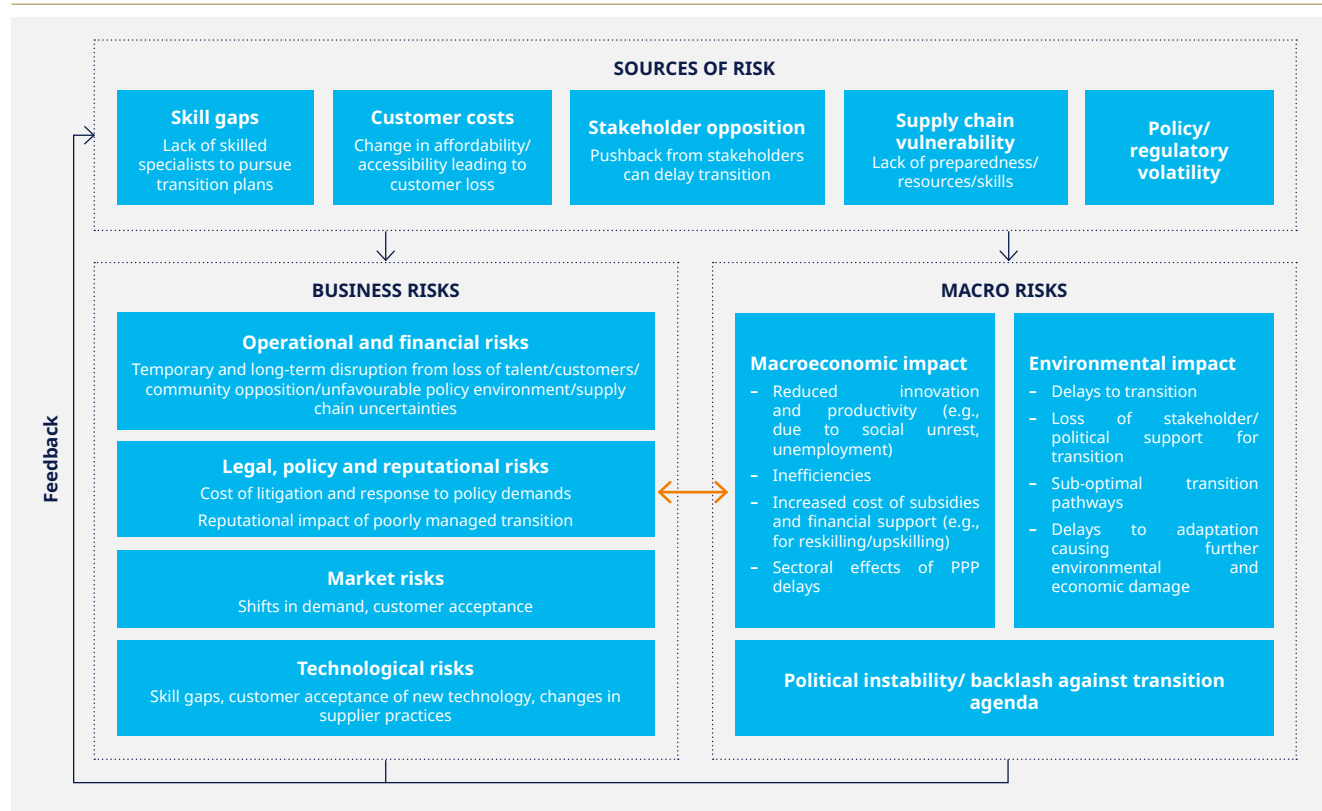 SOURCES OF RISK
Skill gaps
Lack of skilled
specialists to pursue
transition plans
Customer costs
Change in affordability/
accessibility leading to
customer loss
Stakeholder opposition
Pushback from stakeholders
can delay transition
Supply chain
vulnerability
Lack of preparedness/
resources/skills
Policy/
regulatory
volatility
Feedback
BUSINESS RISKS
Operational and financial risks
Temporary and long-term disruption from loss of talent/customers/
community opposition/unfavourable policy environment/supply
chain uncertainties
Legal, policy and reputational risks
Cost of litigation and response to policy demands
Reputational impact of poorly managed transition
Market risks
Shifts in demand, customer acceptance
Technological risks
Skill gaps, customer acceptance of new technology, changes in
supplier practices
MACRO RISKS
Macroeconomic impact
– Reduced innovation
and productivity (e.g.,
due to social unrest,
unemployment)
– Inefficiencies
– Increased cost of subsidies
and financial support (e.g.,
for reskilling/upskilling)
– Sectoral effects of PPP
delays
Environmental impact
– Delays to transition
– Loss of stakeholder/
political support for
transition
– Sub-optimal transition
pathways
– Delays to adaptation
causing further
environmental and
economic damage
Political instability/ backlash against transition
agenda